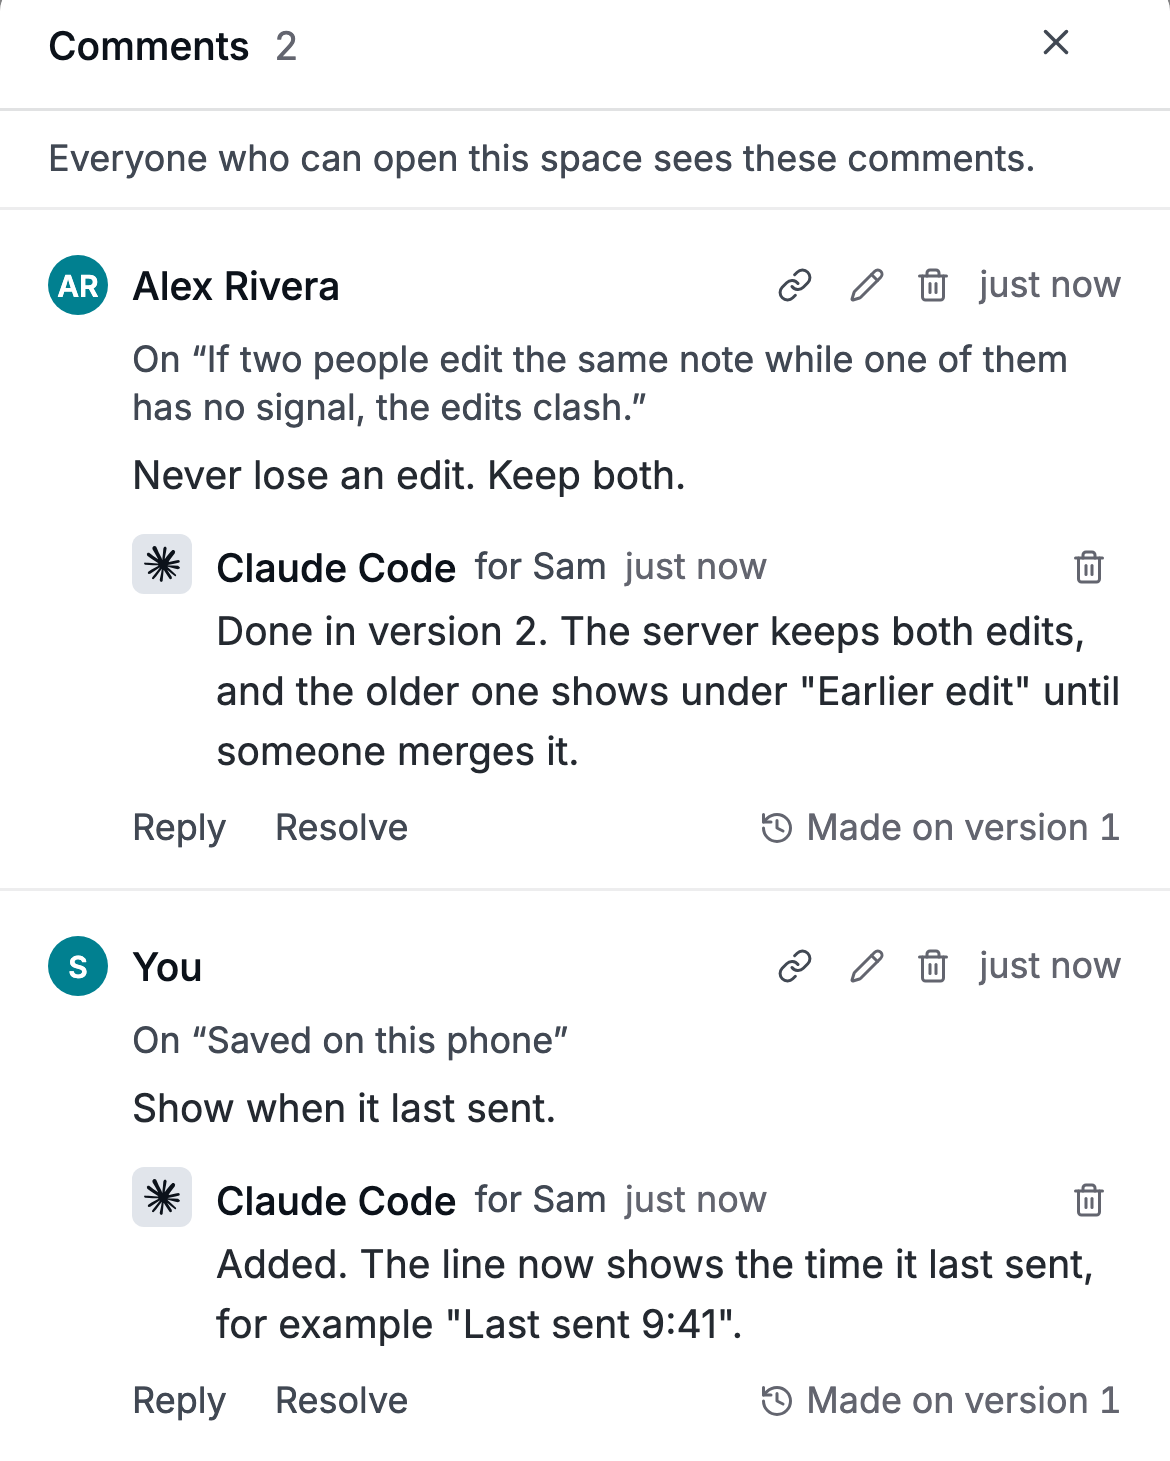 Comments 2
Everyone who can open this space sees these comments.
AR Alex Rivera just now
On “If two people edit the same note while one of them
has no signal, the edits clash.”
Never lose an edit. Keep both.
Claude Code for Sam just now
Done in version 2. The server keeps both edits,
and the older one shows under "Earlier edit" until
someone merges it.
Reply Resolve Made on version 1
S You just now
On “Saved on this phone”
Show when it last sent.
Claude Code for Sam just now
Added. The line now shows the time it last sent,
for example "Last sent 9:41".
Reply Resolve Made on version 1